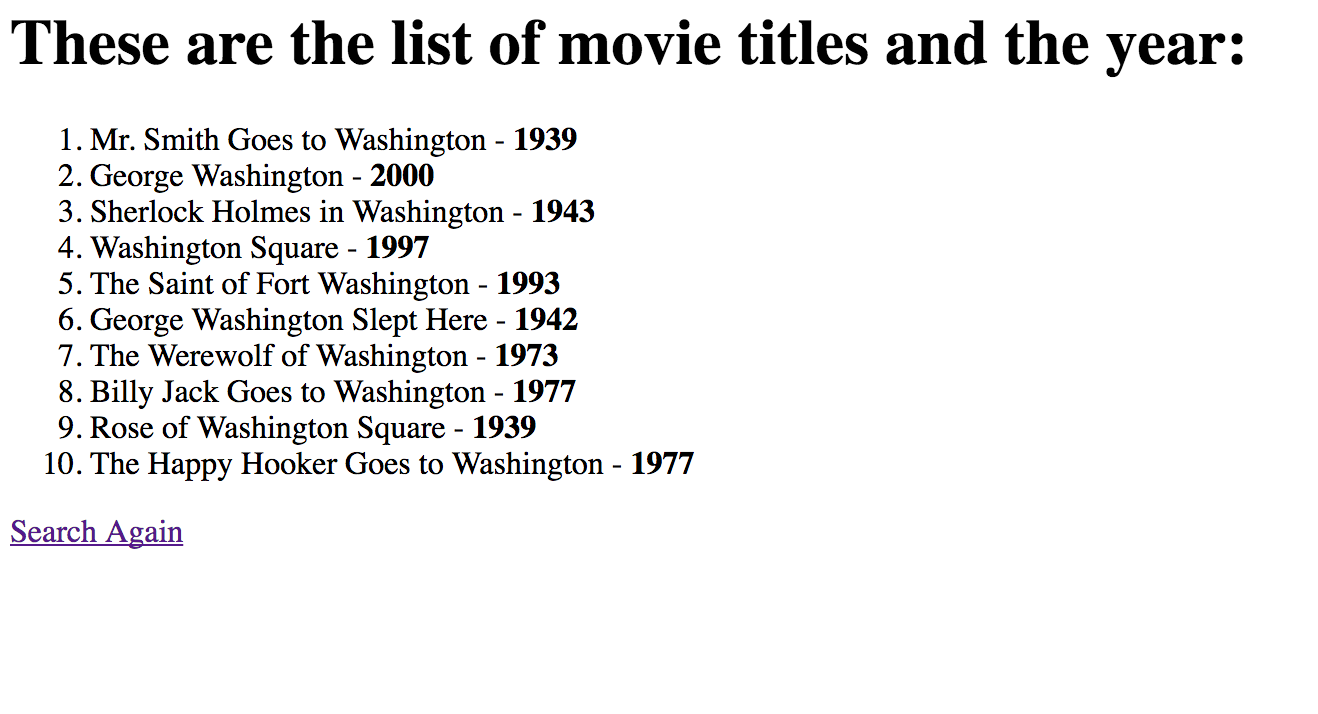 These are the list of movie titles and the year:
1. Mr. Smith Goes to Washington - 1939
2. George Washington - 2000
3. Sherlock Holmes in Washington - 1943
4. Washington Square - 1997
5. The Saint of Fort Washington - 1993
6. George Washington Slept Here - 1942
7. The Werewolf of Washington - 1973
8. Billy Jack Goes to Washington - 1977
9. Rose of Washington Square - 1939
10. The Happy Hooker Goes to Washington - 1977
Search Again